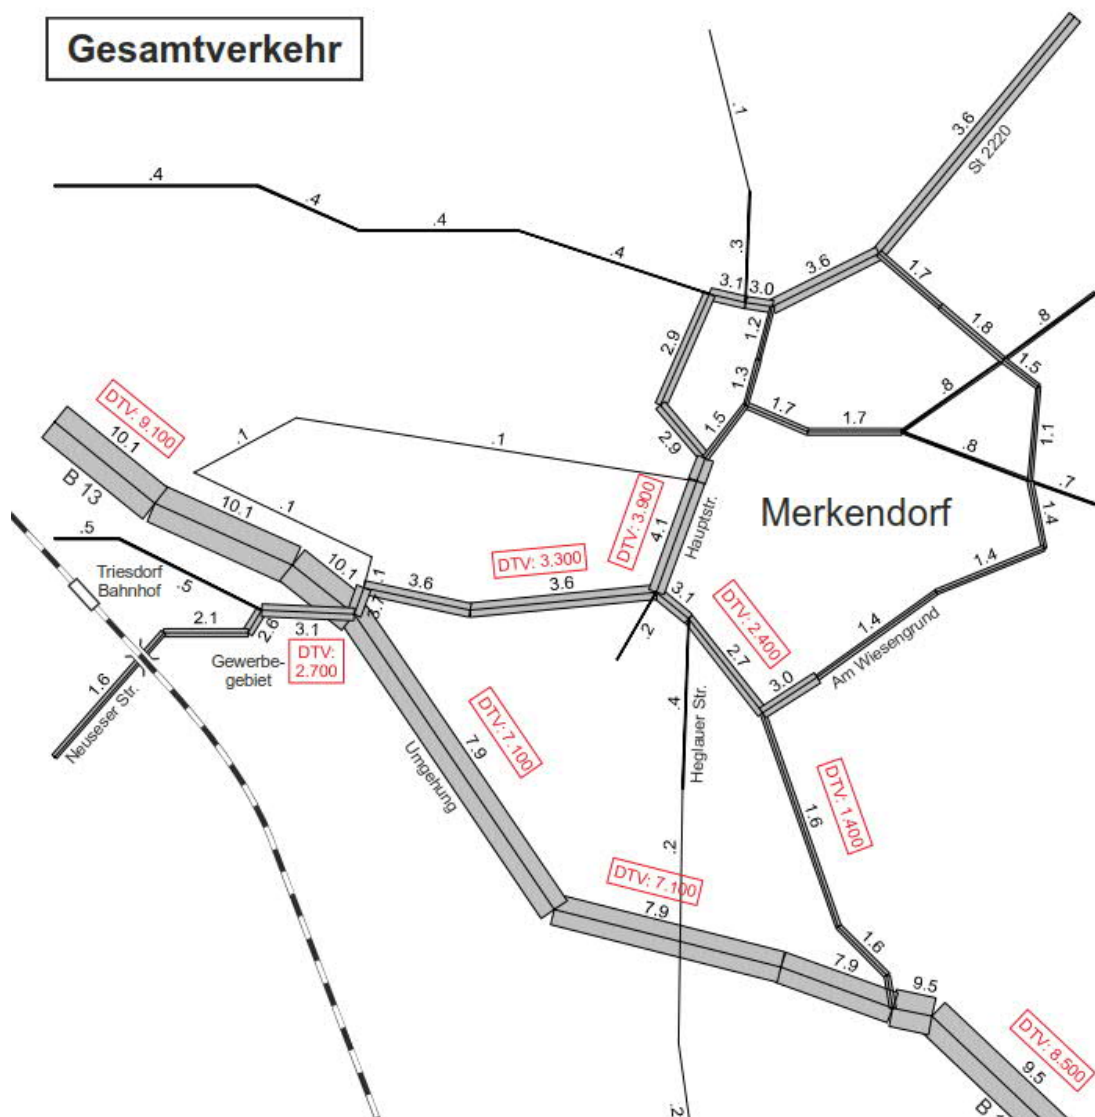 Gesamtverkehr
.1
3.6
St 2220
.4
.4
.4
.4
.3
3.1
3.0
3.6
1.7
1.8
.8
1.2
2.9
1.3
.8
1.5
1.7
1.7
1.5
2.9
1.1
.8
.7
DTV: 9.100
10.1
B 13
.1
.1
10.1
.1
DTV: 3.900
4.1
Hauptstr.
Merkendorf
1.4
.5
Triesdorf
Bahnhof
.5
10.1
.1
3.6
DTV: 3.300
3.6
3.1
1.4
2.1
2.6
3.1
DTV:
2.700
Gewerbe-
gebiet
.2
DTV: 2.400
2.7
1.4
3.0
Am Wiesengrund
1.6
Neuseser Str.
.4
Heglauer Str.
DTV: 7.100
7.9
Umgehung
DTV: 1.400
1.6
.2
DTV: 7.100
7.9
1.6
7.9
9.5
DTV: 8.500
9.5
B
.2